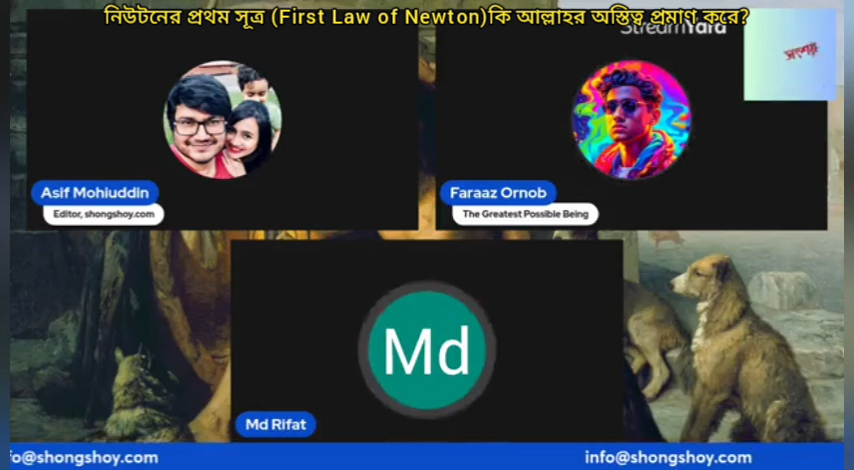 নিউটনের প্রথম সূত্র (First Law of Newton)কি আল্লাহর অস্তিত্ব প্রমাণ করে?
StreamYard
সংশয়
Asif Mohiuddin
Editor, shongshoy.com
Faraaz Ornob
The Greatest Possible Being
Md
Md Rifat
fo@shongshoy.com
info@shongshoy.com